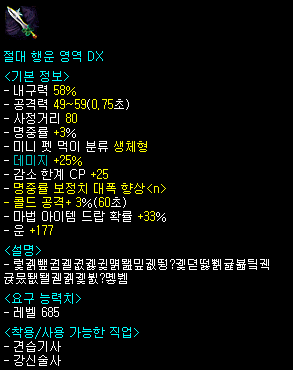 절대 행운 영역 DX
<기본 정보>
- 내구력 58%
- 공격력 49~59(0,75초)
- 사정거리 80
- 명중률 +3%
- 미니 펫 먹이 분류 생체형
- 데미지 +25%
- 감소 한계 CP +25
- 명중률 보정치 대폭 향상<n>
- 콜드 공격+ 3%(60초)
- 마법 아이템 드랍 확률 +33%
- 운 +177
<설명>
<요구 능력치>
- 레벨 685
<착용/사용 가능한 직업>
- 견습기사
- 강신술사